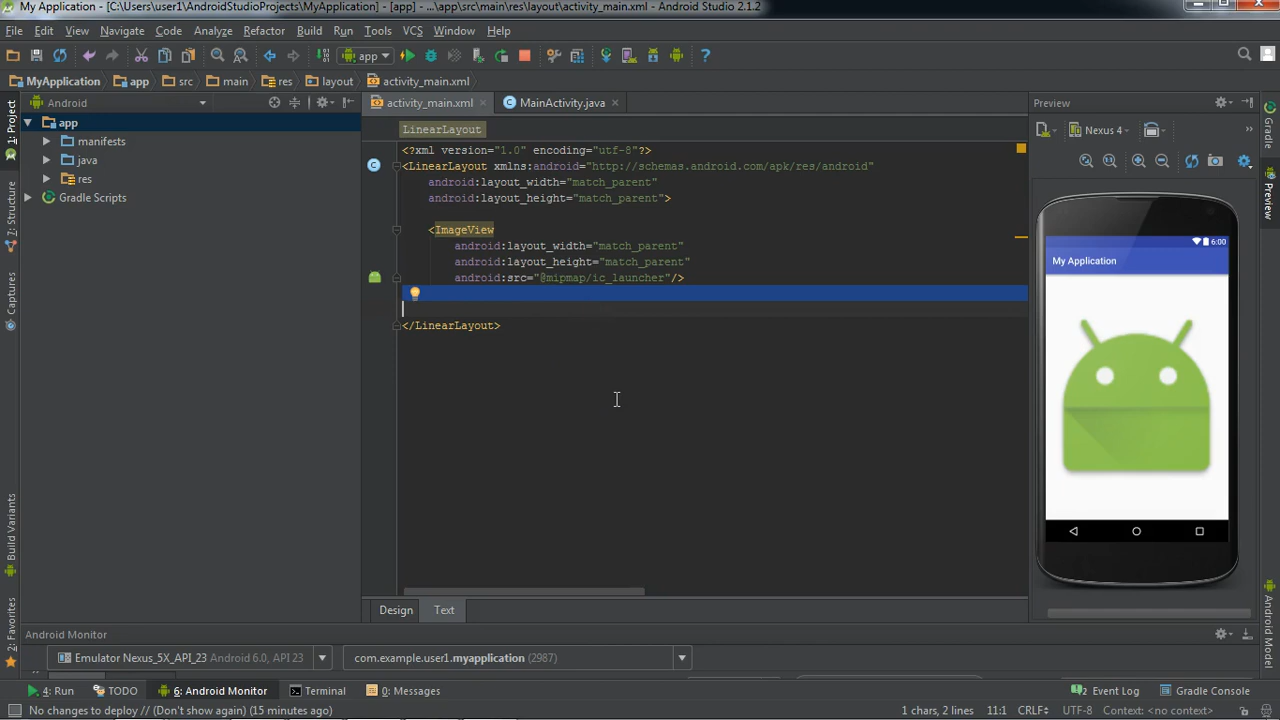 My Application - [C:\Users\user1\AndroidStudioProjects\MyApplication] - [app] - ...\app\src\main\res\layout\activity_main.xml - Android Studio 2.1.2
File Edit View Navigate Code Analyze Refactor Build Run Tools VCS Window Help
app
MyApplication app src main res layout activity_main.xml
Android
activity_main.xml MainActivity.java
Preview
1: Project
app
LinearLayout
Nexus 4
Gradle
manifests
<?xml version="1.0" encoding="utf-8"?>
java
<LinearLayout xmlns:android="http://schemas.android.com/apk/res/android"
res
android:layout_width="match_parent"
Gradle Scripts
android:layout_height="match_parent">
7: Structure
Preview
<ImageView
android:layout_width="match_parent"
6:00
android:layout_height="match_parent"
My Application
android:src="@mipmap/ic_launcher"/>
Captures
</LinearLayout>
Build Variants
2: Favorites
Android Model
Design Text
Android Monitor
Emulator Nexus_5X_API_23 Android 6.0, API 23
com.example.user1.myapplication (2987)
4: Run TODO 6: Android Monitor Terminal 0: Messages Event Log Gradle Console
No changes to deploy // (Don't show again) (15 minutes ago) 1 chars, 2 lines 11:1 CRLF UTF-8 Context: <no context>